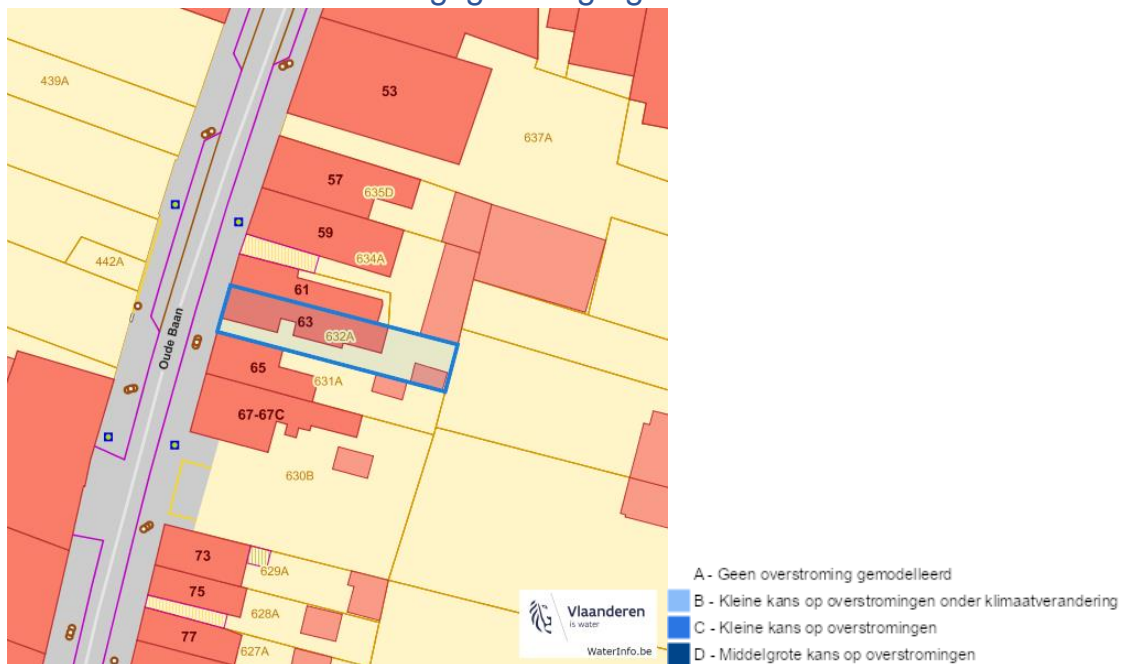 439A
53
637A
57
635D
59
634A
442A
61
63
632A
Oude Baan
65
631A
67-67C
630B
73
629A
75
628A
77
627A
Vlaanderen
is water
WaterInfo.be
A - Geen overstroming gemodelleerd
B - Kleine kans op overstromingen onder klimaatverandering
C - Kleine kans op overstromingen
D - Middelgrote kans op overstromingen